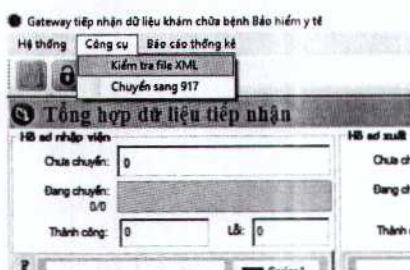 Gateway tiếp nhận dữ liệu khám chữa bệnh Bảo hiểm y tế
Hệ thống Công cụ Báo cáo thống kê
Kiểm tra file XML
Chuyển sang 917
Tổng hợp dữ liệu tiếp nhận
Hồ sơ nhập viện Hồ sơ xuất
Chưa chuyển: 0 Chưa ch
Đang chuyển: Đang ch
0/0
Thành công: 0 Lỗi: 0 Thành